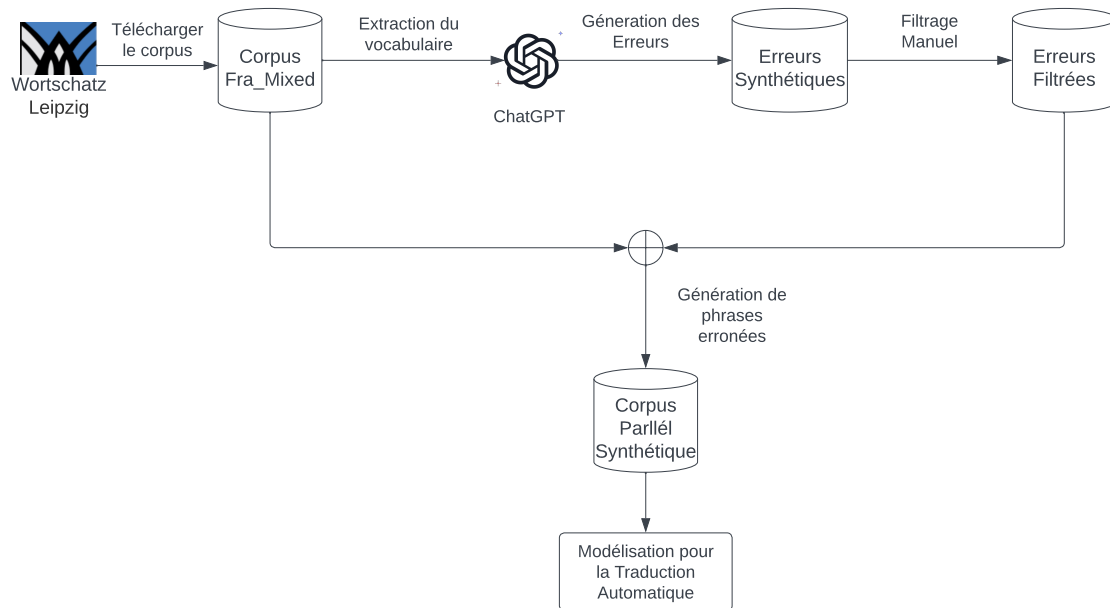 Télécharger
le corpus
Wortschatz
Leipzig
Corpus
Fra_Mixed
Extraction du
vocabulaire
ChatGPT
Géneration des
Erreurs
Erreurs
Synthétiques
Filtrage
Manuel
Erreurs
Filtrées
Génération de
phrases
erronées
Corpus
Parllél
Synthétique
Modélisation pour
la Traduction
Automatique